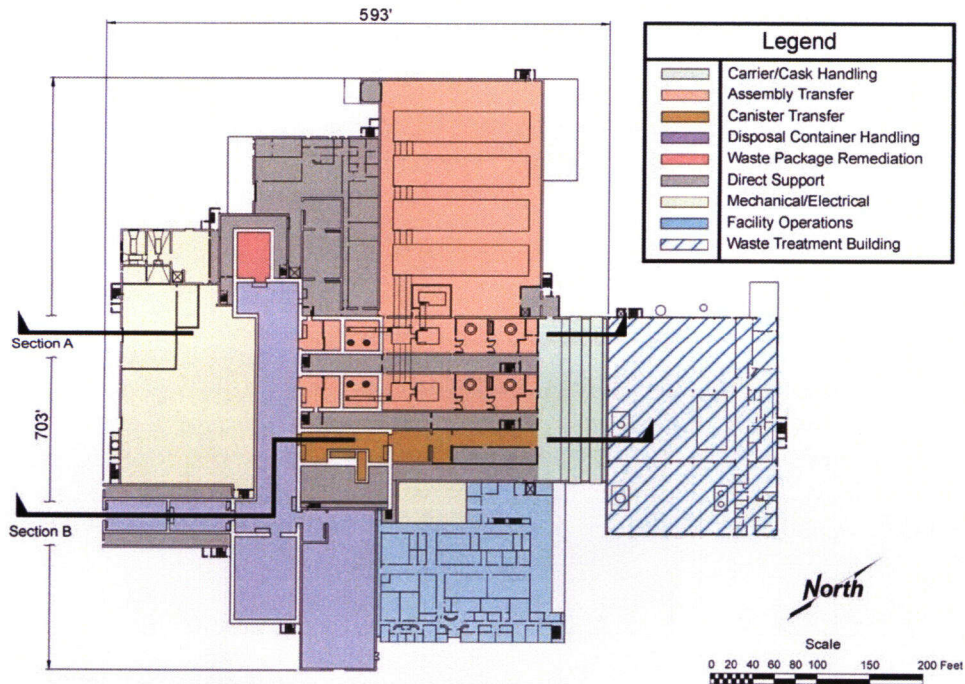 593'
Legend
Carrier/Cask Handling
Assembly Transfer
Canister Transfer
Disposal Container Handling
Waste Package Remediation
Direct Support
Mechanical/Electrical
Facility Operations
Waste Treatment Building
Section A
703'
Section B
North
Scale
0 20 40 60 80 100 150 200 Feet